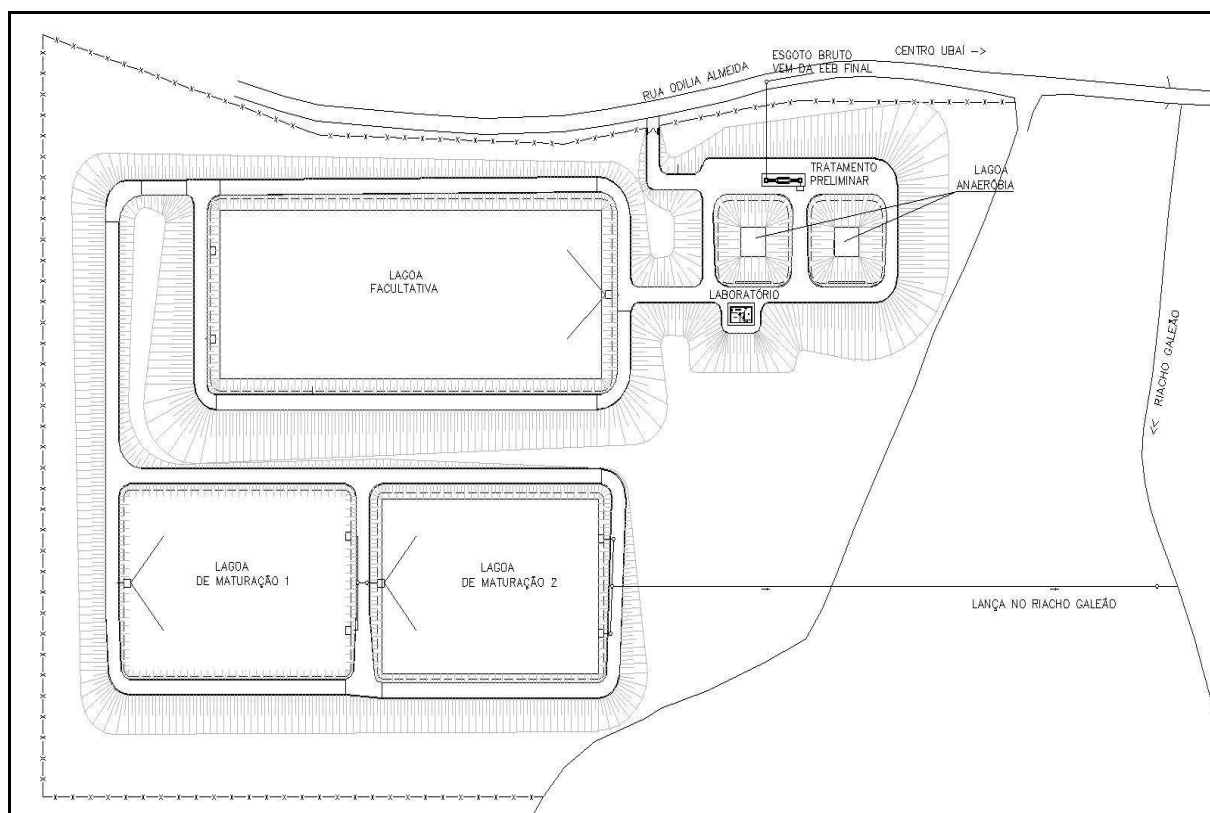 ESGOTO BRUTO
VEM DA EEB FINAL
CENTRO UBAÍ ->
RUA ODILIA ALMEIDA
TRATAMENTO
PRELIMINAR
LAGOA
ANAERÓBIA
LAGOA
FACULTATIVA
LABORATÓRIO
RIACHO GALEÃO
LAGOA
DE MATURAÇÃO 1
LAGOA
DE MATURAÇÃO 2
LANÇA NO RIACHO GALEÃO